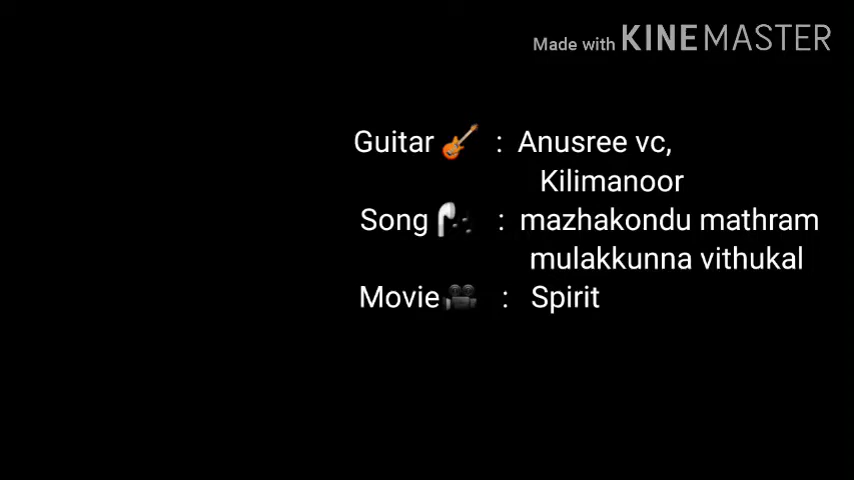 Made with KINEMASTER
Guitar 🎸 : Anusree vc,
Kilimanoor
Song : mazhakondu mathram
mulakkunna vithukal
Movie🎥 : Spirit